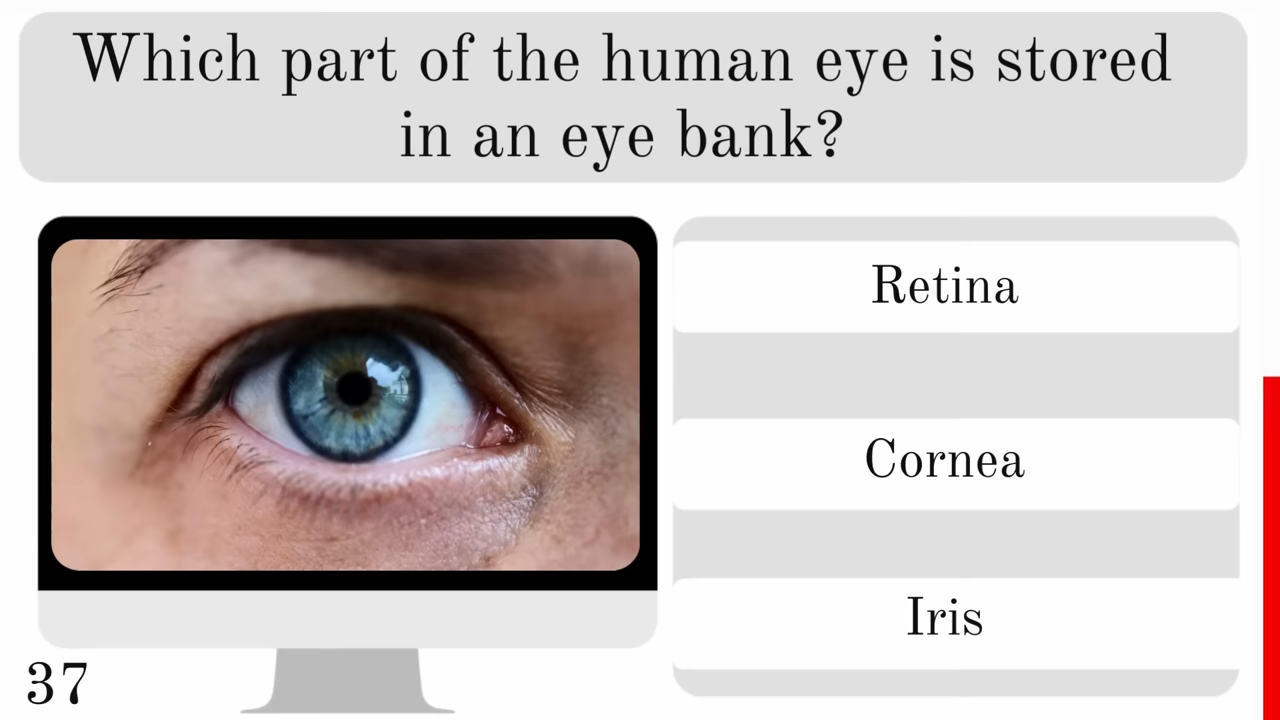 Which part of the human eye is stored
in an eye bank?
Retina
Cornea
Iris
37